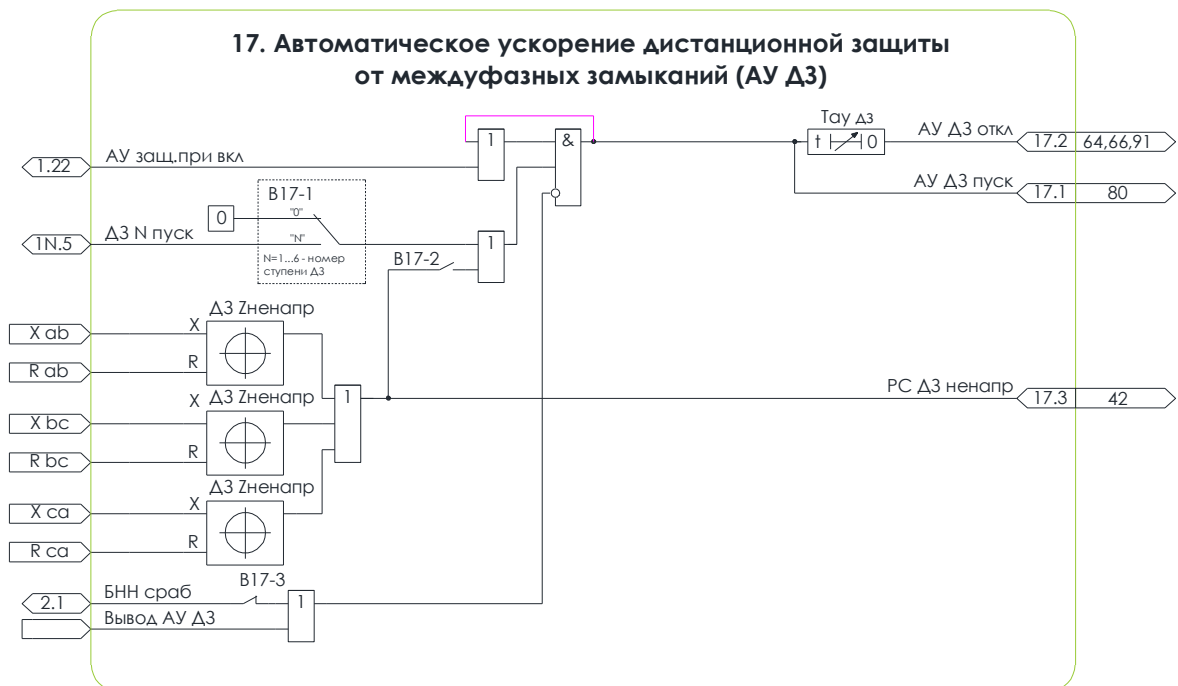 17. Автоматическое ускорение дистанционной защиты
от междуфазных замыканий (АУ ДЗ)
Тау дз
1
&
t
0
АУ ДЗ откл
17.2
64,66,91
1.22
АУ защ.при вкл
АУ ДЗ пуск
17.1
80
В17-1
"0"
0
1N.5
ДЗ N пуск
"N"
1
N=1...6 - номер
ступени ДЗ
В17-2
ДЗ Zненапр
X ab
X
R ab
R
РС ДЗ ненапр
17.3
42
ДЗ Zненапр
1
X bc
X
R bc
R
ДЗ Zненапр
X ca
X
R ca
R
В17-3
2.1
БНН сраб
1
Вывод АУ ДЗ